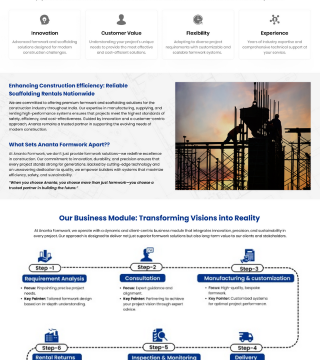 Innovation
Advanced formwork and scaffolding
solutions designed for modern
construction challenges.
Customer Value
Understanding your project's unique
needs to provide the most effective
and cost-efficient solutions.
Flexibility
Adapting to diverse project
requirements with customizable and
scalable formwork systems.
Experience
Years of industry expertise and
comprehensive technical support at
your service.
Enhancing Construction Efficiency: Reliable
Scaffolding Rentals Nationwide
We are committed to offering premium formwork and scaffolding solutions for the
construction industry throughout India. Our expertise in manufacturing, supplying, and
renting high-performance systems ensures that projects meet the highest standards of
safety, efficiency, and cost-effectiveness. Guided by innovation and a customer-centric
approach, Ananta remains a trusted partner in supporting the evolving needs of
modern construction.
What Sets Ananta Formwork Apart??
At Ananta Formwork, we don't just provide formwork solutions—we redefine excellence
in construction. Our commitment to innovation, durability, and precision ensures that
every project stands strong for generations. Backed by cutting-edge technology and
an unwavering dedication to quality, we empower builders with systems that maximize
efficiency, safety, and sustainability.
"When you choose Ananta, you choose more than just formwork—you choose a
trusted partner in building the future."
Our Business Module: Transforming Visions into Reality
At Ananta Formwork, we operate with a dynamic and client-centric business module that integrates innovation, precision, and sustainability in
every project. Our approach is designed to deliver not just superior formwork solutions but also long-term value to our clients and stakeholders.
Step -1
Requirement Analysis
Focus: Pinpointing precise project
needs.
Key Pointer: Tailored formwork design
based on in-depth understanding.
Step-2
Consultation
Focus: Expert guidance and
alignment.
Key Pointer: Partnering to achieve
your project vision through expert
advice.
Step -3
Manufacturing & customization
Focus: High-quality, bespoke
formwork.
Key Pointer: Customized systems
for optimal project performance.
Step-6
Rental Returns
Step -5
Inspection & Monitoring
Step -4
Delivery